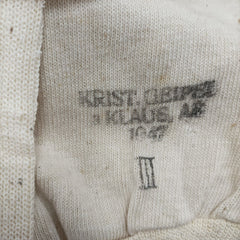 KRIST. GEIPEL
KLAUS, AB
1947
III